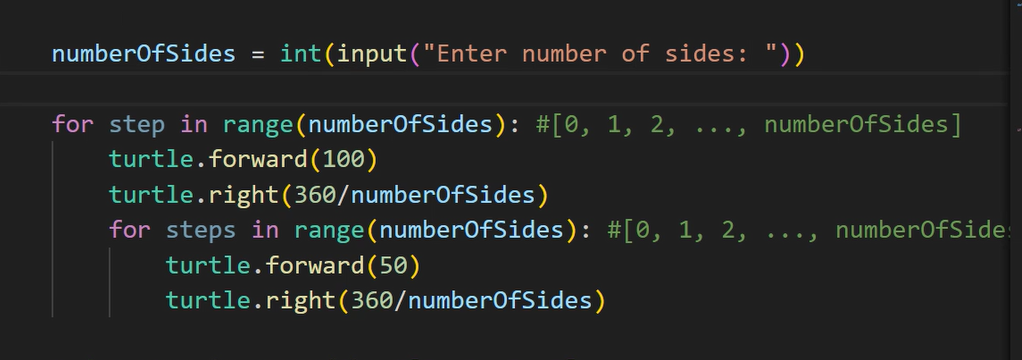 numberOfSides = int(input("Enter number of sides: "))
for step in range(numberOfSides): #[0, 1, 2, ..., numberOfSides]
turtle.forward(100)
turtle.right(360/numberOfSides)
for steps in range(numberOfSides): #[0, 1, 2, ..., numberOfSide
turtle.forward(50)
turtle.right(360/numberOfSides)